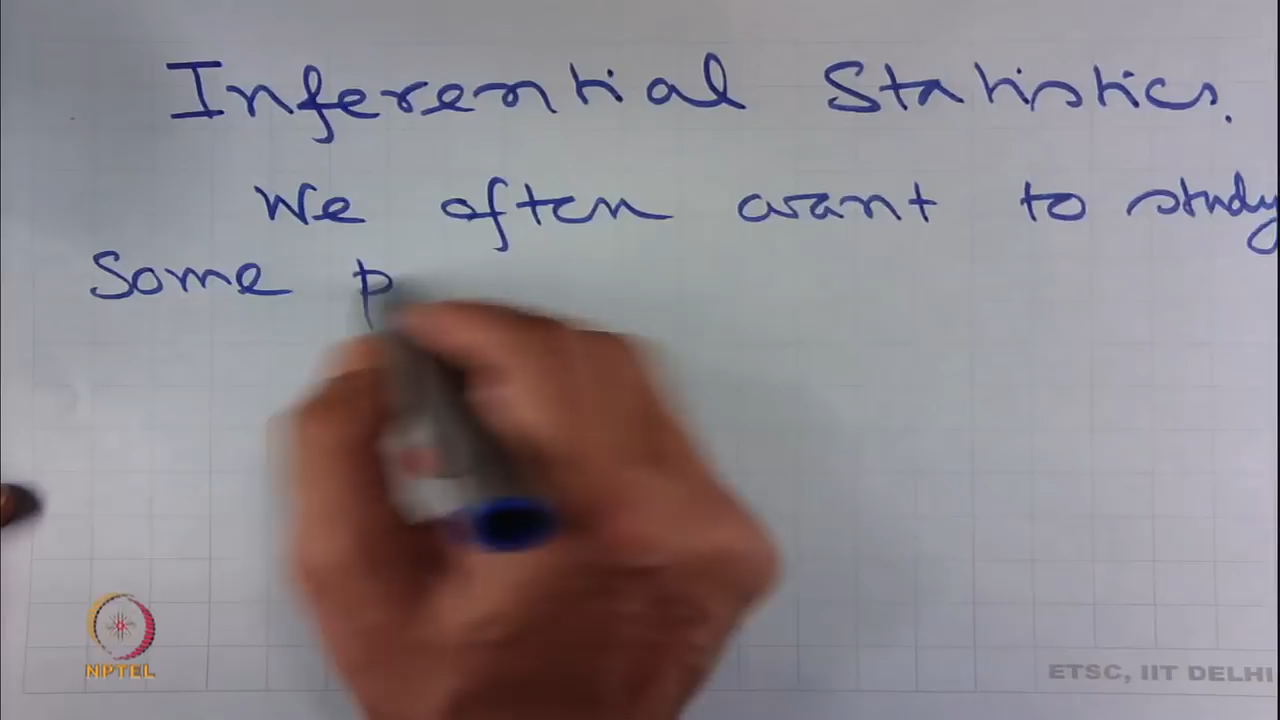 Inferential Statistics.
We often want to study
Some p
NPTEL
ETSC, IIT DELHI